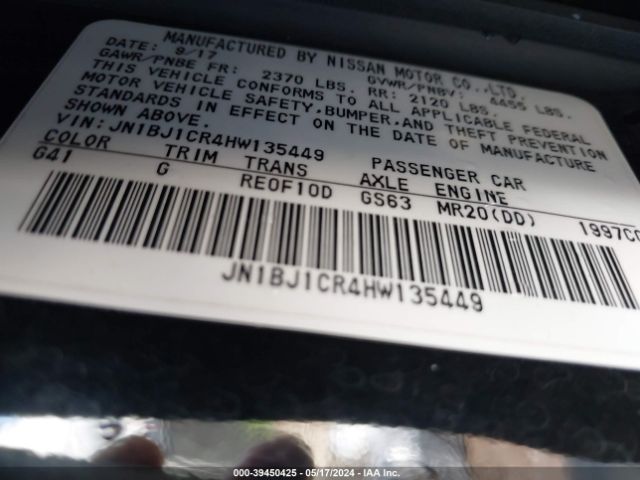 MANUFACTURED BY NISSAN MOTOR CO.,LTD.
DATE: 9/17 GVWR/PNBV: 4455 LBS.
GAWR/PNBE FR: 2370 LBS. RR: 2120 LBS.
THIS VEHICLE CONFORMS TO ALL APPLICABLE FEDERAL
MOTOR VEHICLE SAFETY,BUMPER,AND THEFT PREVENTION
STANDARDS IN EFFECT ON THE DATE OF MANUFACTURE
SHOWN ABOVE.
VIN: JN1BJ1CR4HW135449 PASSENGER CAR
COLOR TRIM TRANS AXLE ENGINE
G41 G RE0F10D GS63 MR20(DD) 1997CC
JN1BJ1CR4HW135449
000-39450425 - 05/17/2024 - IAA Inc.